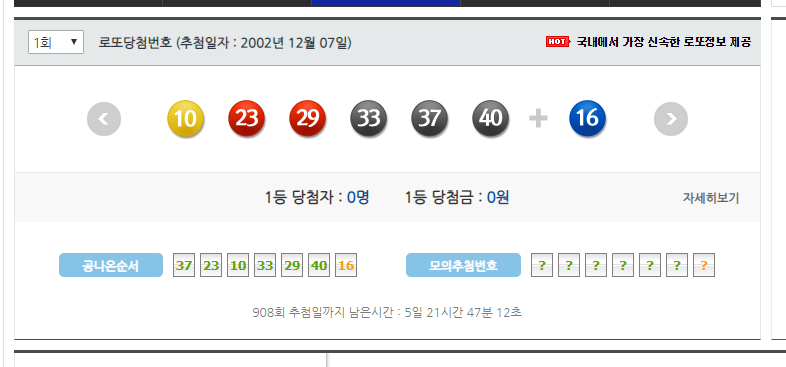 1회 ▼ 로또당첨번호 (추첨일자 : 2002년 12월 07일) HOT 국내에서 가장 신속한 로또정보 제공
10 23 29 33 37 40 + 16
1등 당첨자 : 0명 1등 당첨금 : 0원 자세히보기
공나온순서 37 23 10 33 29 40 16 모의추첨번호 ? ? ? ? ? ? ?
908회 추첨일까지 남은시간 : 5일 21시간 47분 12초